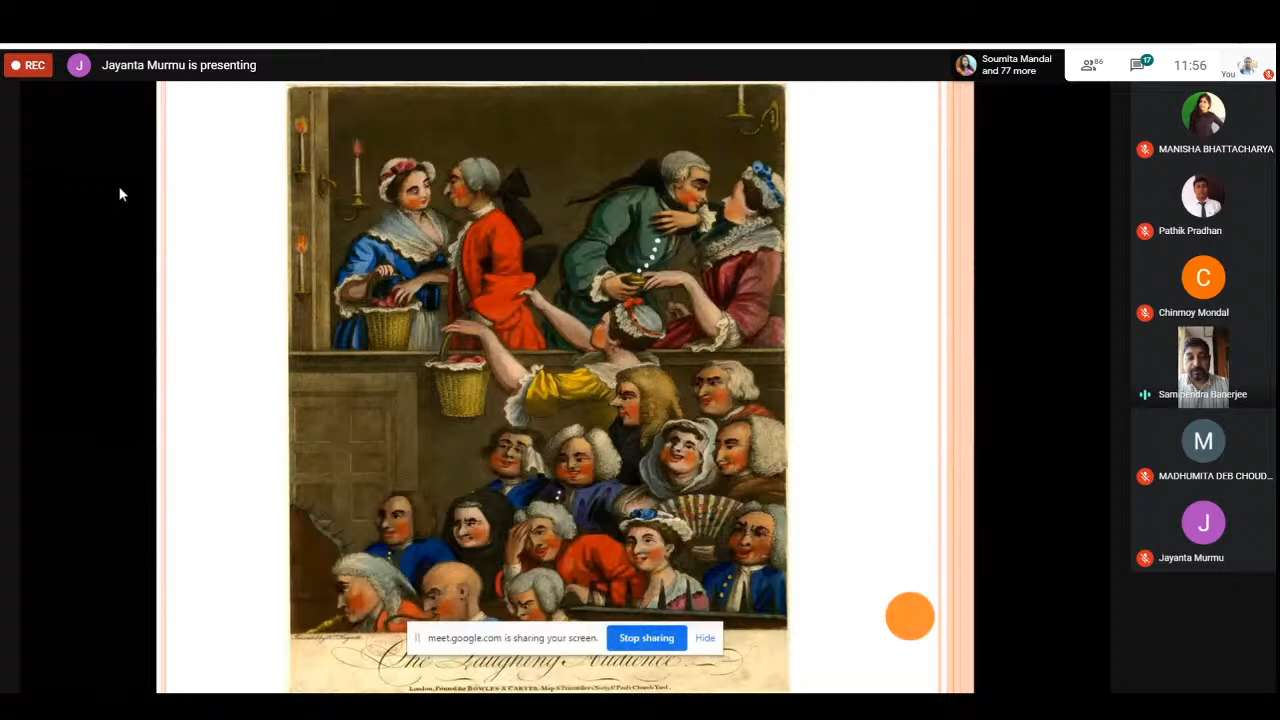 REC
J
Jayanta Murmu is presenting
Soumita Mandal
and 77 more
86
17
11:56
You
MANISHA BHATTACHARYA
Pathik Pradhan
C
Chinmoy Mondal
Samipendra Banerjee
M
MADHUMITA DEB CHOUD...
J
Jayanta Murmu
meet.google.com is sharing your screen.
Stop sharing
Hide
The Laughing Audience.
London, Printed for BOWLES & CARTER, Map & Printsellers, No. 69 St. Pauls Church Yard.